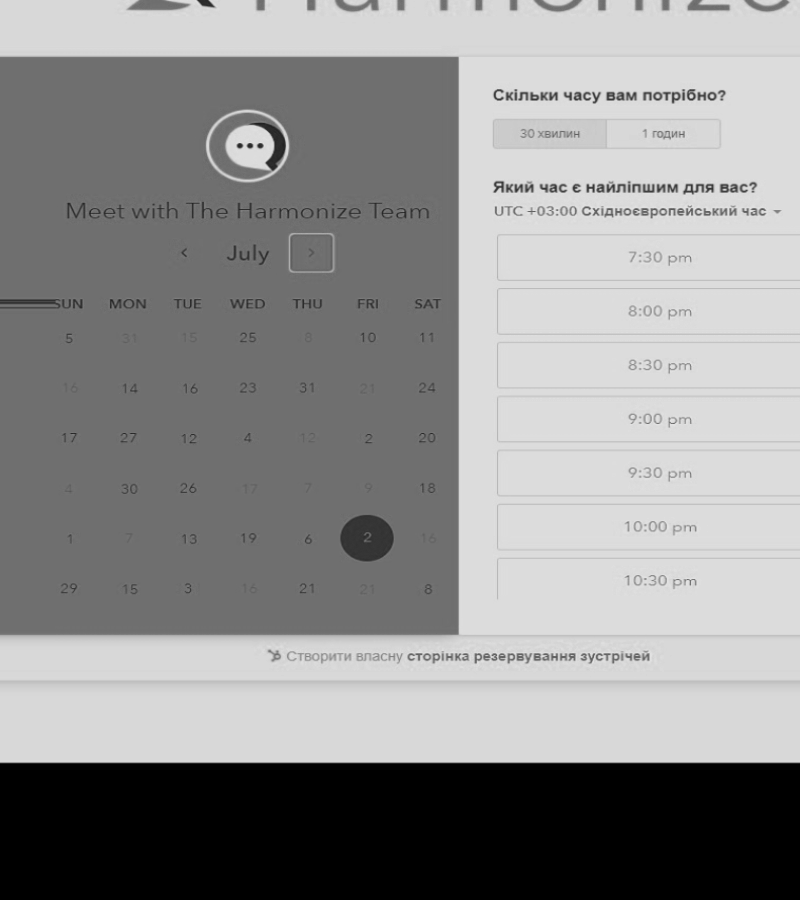 Harmonize
Meet with The Harmonize Team
July
SUN MON TUE WED THU FRI SAT
5 31 15 25 8 10 11
16 14 16 23 31 21 24
17 27 12 4 12 2 20
4 30 26 17 7 9 18
1 7 13 19 6 2 16
29 15 3 16 21 21 8
Скільки часу вам потрібно?
30 хвилин 1 годин
Який час є найліпшим для вас?
UTC +03:00 Східноєвропейський час
7:30 pm
8:00 pm
8:30 pm
9:00 pm
9:30 pm
10:00 pm
10:30 pm
Створити власну сторінка резервування зустрічей